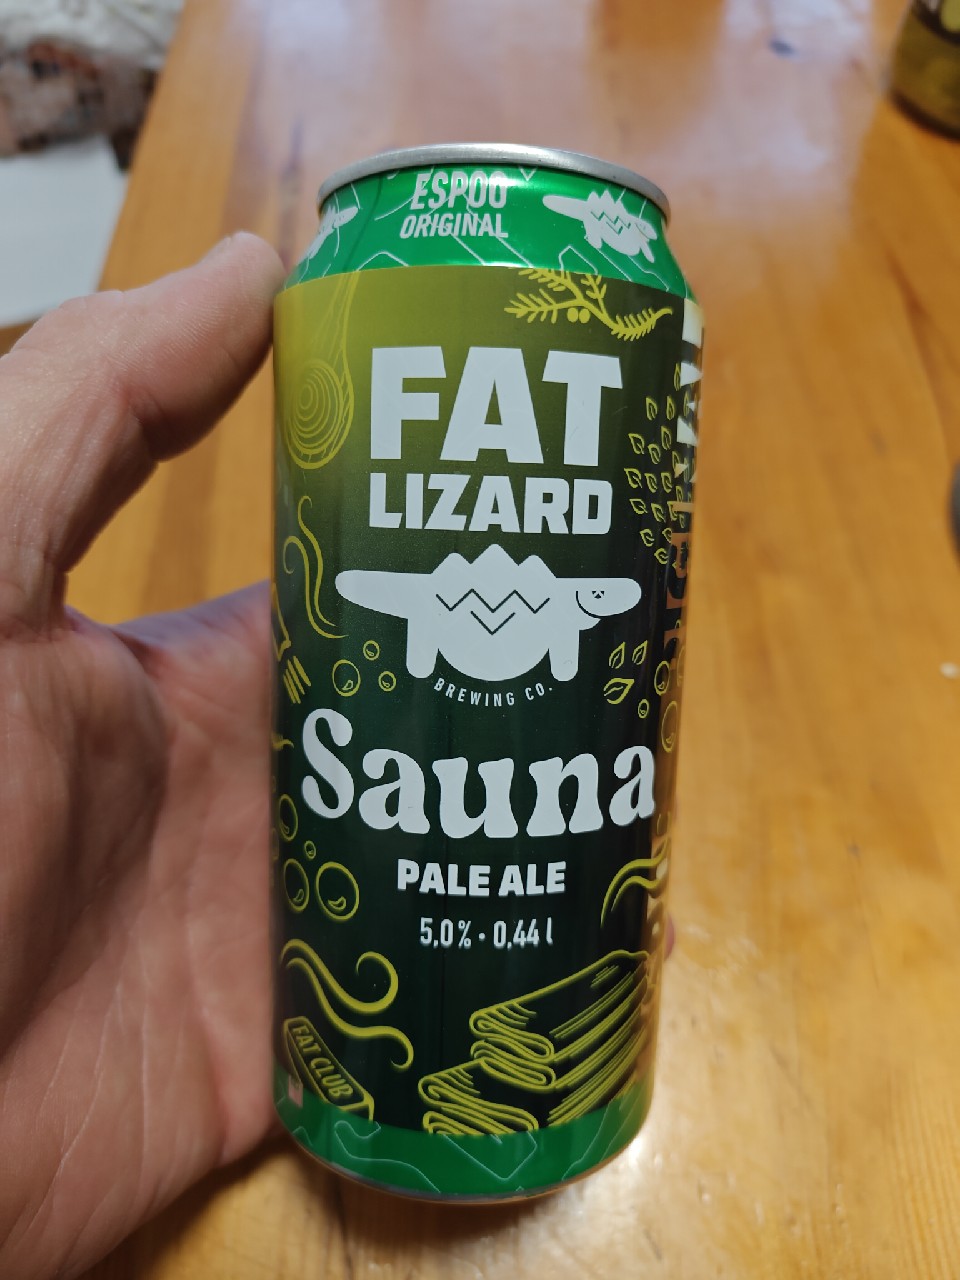 ESPOO
ORIGINAL
FAT
LIZARD
BREWING CO.
Sauna
PALE ALE
5,0% · 0,44 l
FAT CLUB